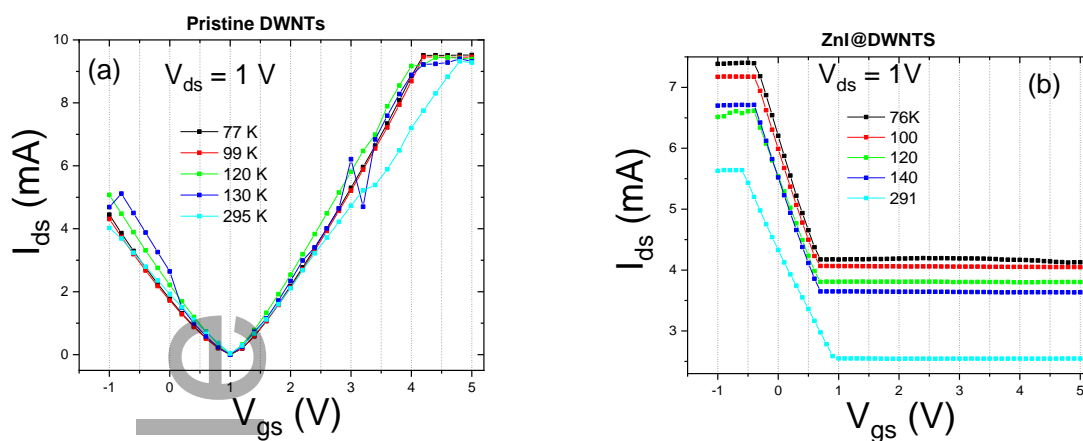 Pristine DWNTs
(a)
V_ds = 1 V
77 K
99 K
120 K
130 K
295 K
I_ds (mA)
10
8
6
4
2
0
-1 0 1 2 3 4 5
V_gs (V)
ZnI@DWNTS
(b)
V_ds = 1V
76K
100
120
140
291
I_ds (mA)
7
6
5
4
3
-1 0 1 2 3 4 5
V_gs (V)